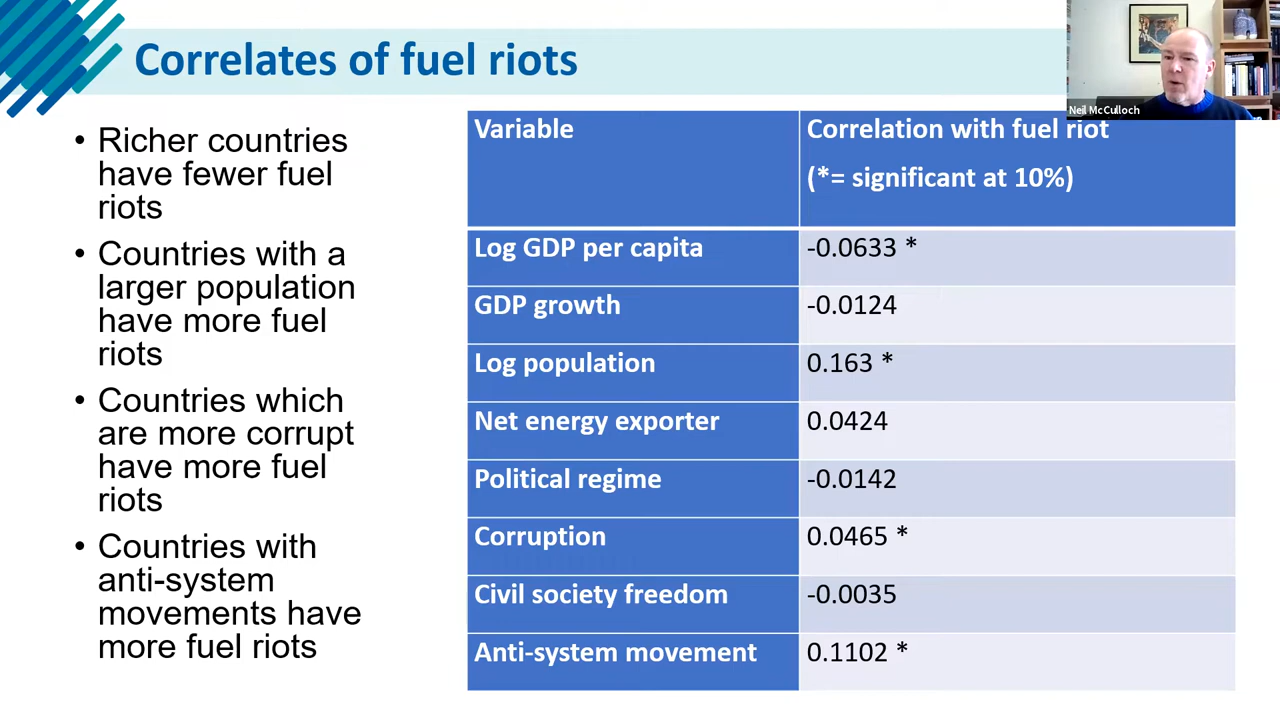 Correlates of fuel riots
Neil McCulloch
• Richer countries
have fewer fuel
riots
• Countries with a
larger population
have more fuel
riots
• Countries which
are more corrupt
have more fuel
riots
• Countries with
anti-system
movements have
more fuel riots
Variable
Correlation with fuel riot
(*= significant at 10%)
Log GDP per capita -0.0633 *
GDP growth -0.0124
Log population 0.163 *
Net energy exporter 0.0424
Political regime -0.0142
Corruption 0.0465 *
Civil society freedom -0.0035
Anti-system movement 0.1102 *